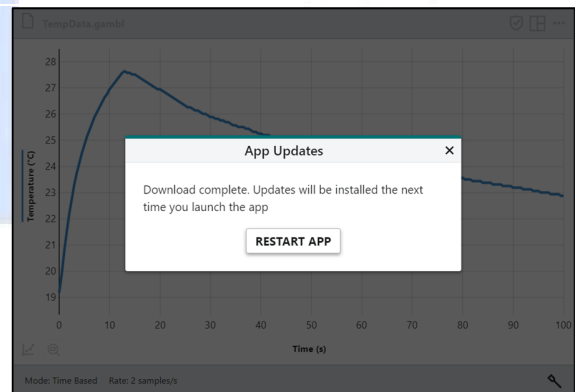 TempData.gambl
28
27
26
25
24
23
22
21
20
19
Temperature (°C)
App Updates
Download complete. Updates will be installed the next
time you launch the app
RESTART APP
0 10 20 30 40 50 60 70 80 90 100
Time (s)
Mode: Time Based Rate: 2 samples/s